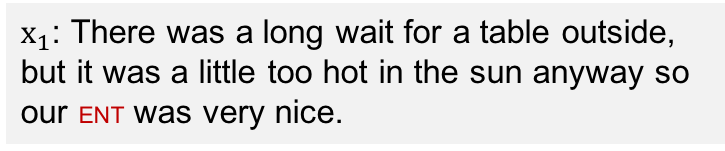 x₁: There was a long wait for a table outside,
but it was a little too hot in the sun anyway so
our ENT was very nice.